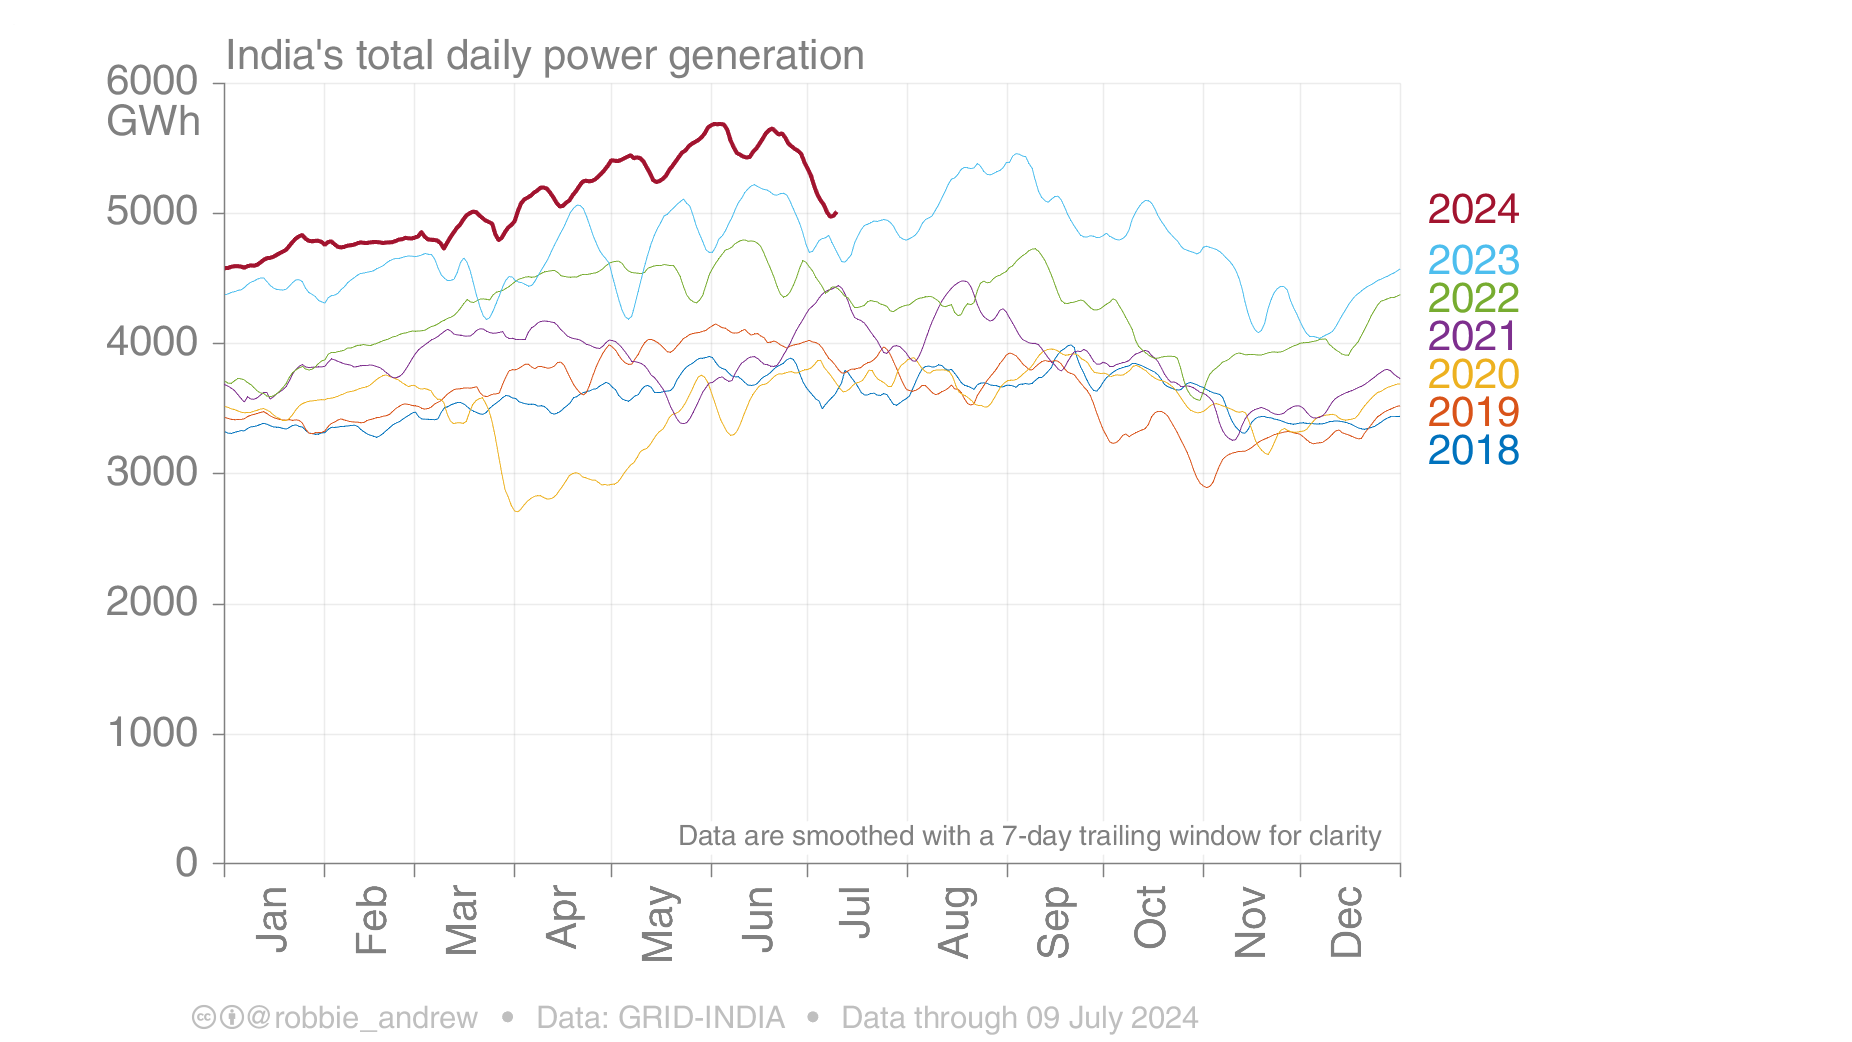 India's total daily power generation
6000
GWh
5000
4000
3000
2000
1000
0
2024
2023
2022
2021
2020
2019
2018
Data are smoothed with a 7-day trailing window for clarity
Jan
Feb
Mar
Apr
May
Jun
Jul
Aug
Sep
Oct
Nov
Dec
@robbie_andrew • Data: GRID-INDIA • Data through 09 July 2024